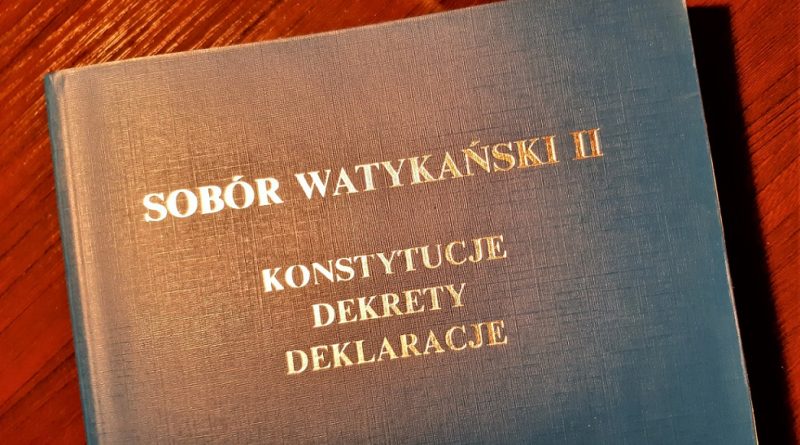 SOBÓR WATYKAŃSKI II
KONSTYTUCJE
DEKRETY
DEKLARACJE